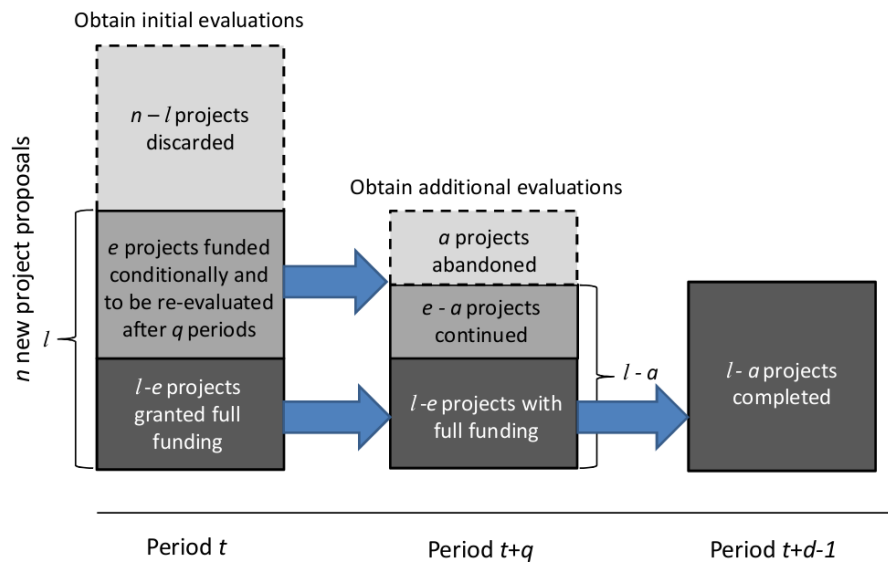 Obtain initial evaluations
n – l projects
discarded
n new project proposals
l
e projects funded
conditionally and
to be re-evaluated
after q periods
l -e projects
granted full
funding
Obtain additional evaluations
a projects
abandoned
e - a projects
continued
l -e projects with
full funding
l - a
l - a projects
completed
Period t
Period t+q
Period t+d-1